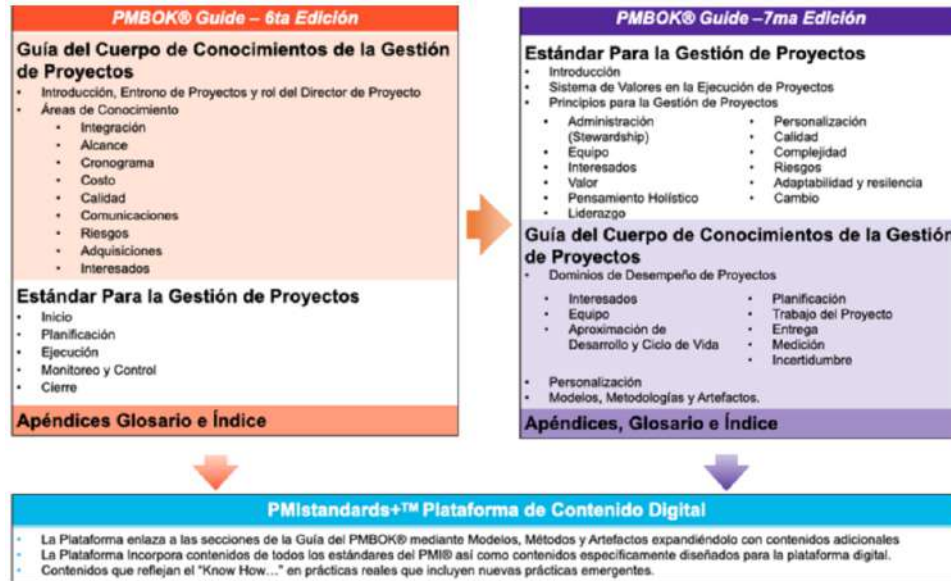 PMBOK® Guide – 6ta Edición
Guía del Cuerpo de Conocimientos de la Gestión
de Proyectos
• Introducción, Entrono de Proyectos y rol del Director de Proyecto
• Áreas de Conocimiento
• Integración
• Alcance
• Cronograma
• Costo
• Calidad
• Comunicaciones
• Riesgos
• Adquisiciones
• Interesados
Estándar Para la Gestión de Proyectos
• Inicio
• Planificación
• Ejecución
• Monitoreo y Control
• Cierre
Apéndices Glosario e Índice
PMBOK® Guide –7ma Edición
Estándar Para la Gestión de Proyectos
• Introducción
• Sistema de Valores en la Ejecución de Proyectos
• Principios para la Gestión de Proyectos
• Administración
(Stewardship)
• Equipo
• Interesados
• Valor
• Pensamiento Holístico
• Liderazgo
• Personalización
• Calidad
• Complejidad
• Riesgos
• Adaptabilidad y resilencia
• Cambio
Guía del Cuerpo de Conocimientos de la Gestión
de Proyectos
• Dominios de Desempeño de Proyectos
• Interesados
• Equipo
• Aproximación de
Desarrollo y Ciclo de Vida
• Planificación
• Trabajo del Proyecto
• Entrega
• Medición
• Incertidumbre
• Personalización
• Modelos, Metodologías y Artefactos.
Apéndices, Glosario e Índice
PMIstandards+™ Plataforma de Contenido Digital
• La Plataforma enlaza a las secciones de la Guía del PMBOK® mediante Modelos, Métodos y Artefactos expandiéndolo con contenidos adicionales
• La Plataforma Incorpora contenidos de todos los estándares del PMI® así como contenidos específicamente diseñados para la plataforma digital.
• Contenidos que reflejan el "Know How…" en prácticas reales que incluyen nuevas prácticas emergentes.